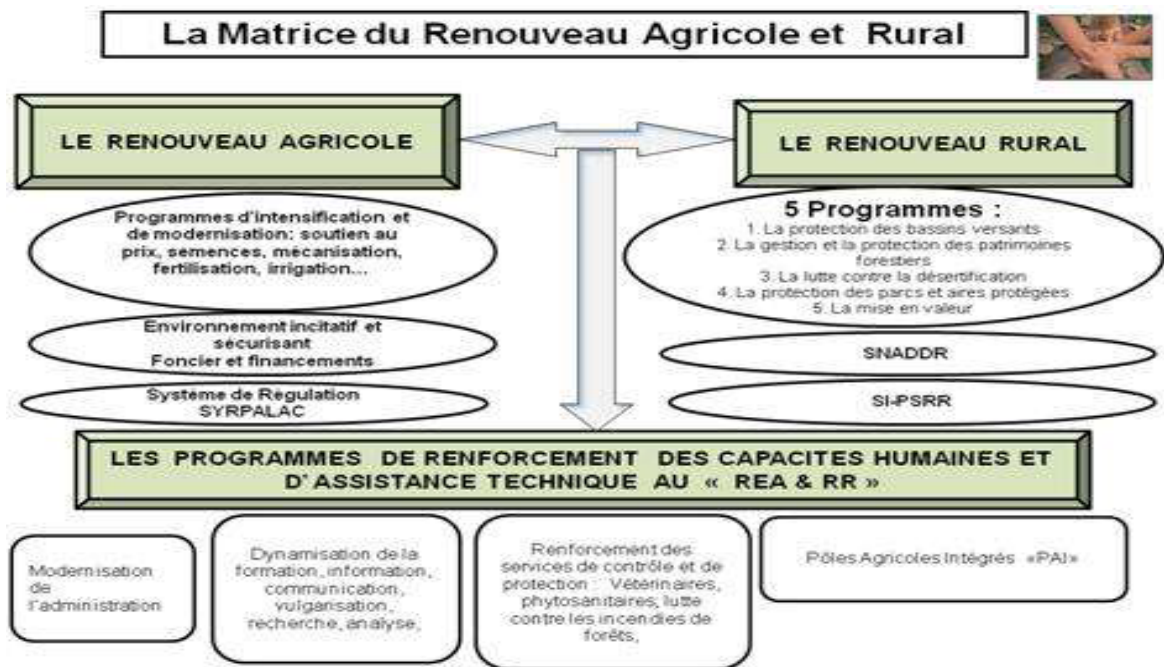 La Matrice du Renouveau Agricole et Rural
LE RENOUVEAU AGRICOLE
Programmes d'intensification et
de modernisation: soutien au
prix, semences, mécanisation,
fertilisation, irrigation...
Environnement incitatif et
sécurisant
Foncier et financements
Système de Régulation
SYRPALAC
LE RENOUVEAU RURAL
5 Programmes :
1. La protection des bassins versants
2. La gestion et la protection des patrimoines
forestiers
3. La lutte contre la désertification
4. La protection des parcs et aires protégées
5. La mise en valeur
SNADDR
SI-PSRR
LES PROGRAMMES DE RENFORCEMENT DES CAPACITES HUMAINES ET
D'ASSISTANCE TECHNIQUE AU « REA & RR »
Modernisation
de
l'administration
Dynamisation de la
formation, information,
communication,
vulgarisation,
recherche, analyse,
Renforcement des
services de contrôle et de
protection : Vétérinaires,
phytosanitaires, lutte
contre les incendies de
forêts,
Pôles Agricoles Intégrés «PAI»